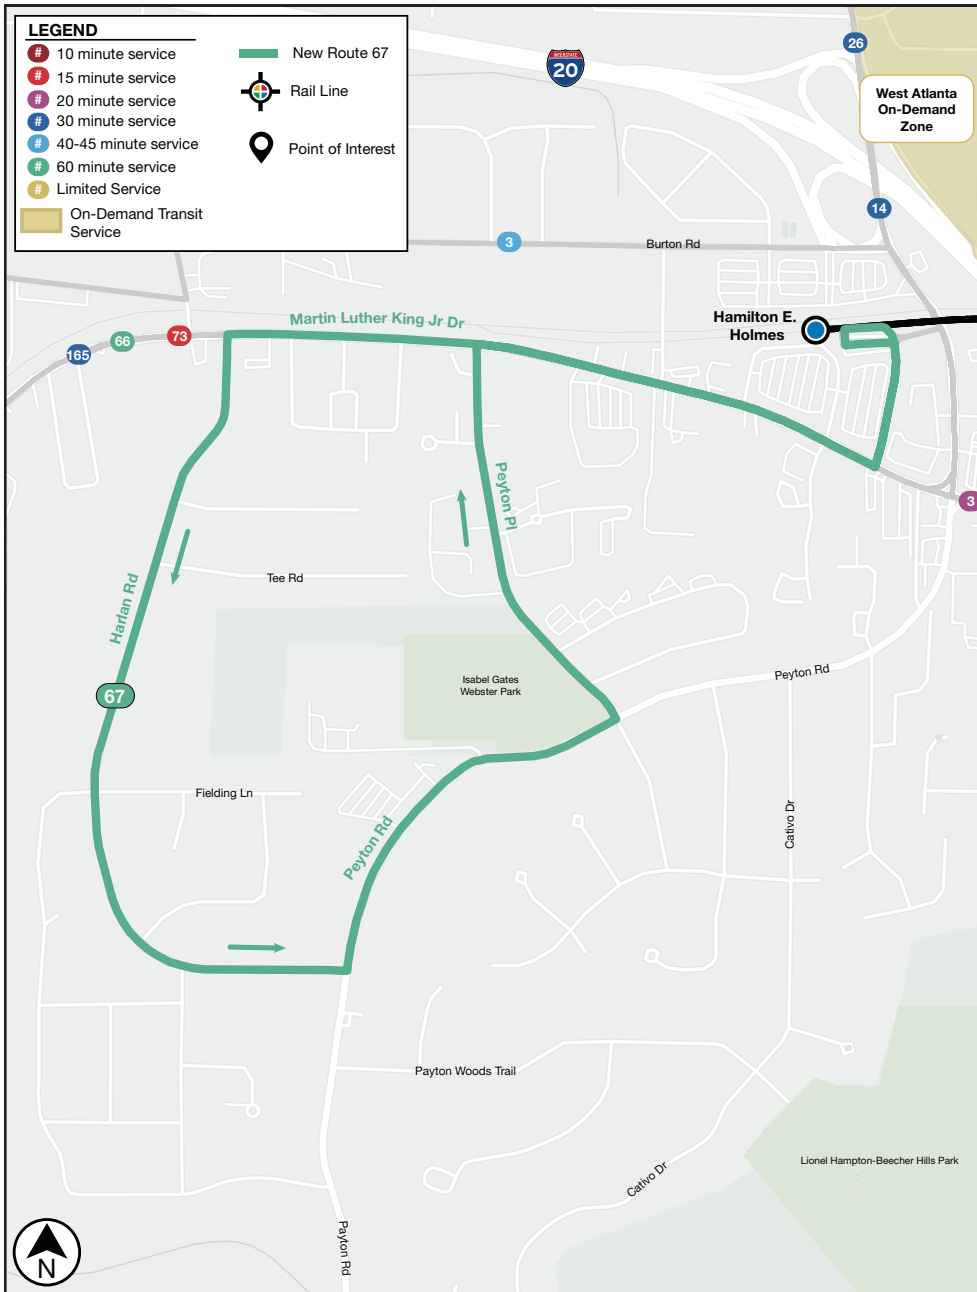 LEGEND
# 10 minute service
# 15 minute service
# 20 minute service
# 30 minute service
# 40-45 minute service
# 60 minute service
# Limited Service
On-Demand Transit
Service
New Route 67
Rail Line
Point of Interest
INTERSTATE
20
26
West Atlanta
On-Demand
Zone
14
3
Burton Rd
Hamilton E.
Holmes
Martin Luther King Jr Dr
73
66
165
Peyton Pl
3
Tee Rd
Harlan Rd
Isabel Gates
Webster Park
Peyton Rd
67
Fielding Ln
Peyton Rd
Cativo Dr
Payton Woods Trail
Lionel Hampton-Beecher Hills Park
Cativo Dr
Payton Rd
N